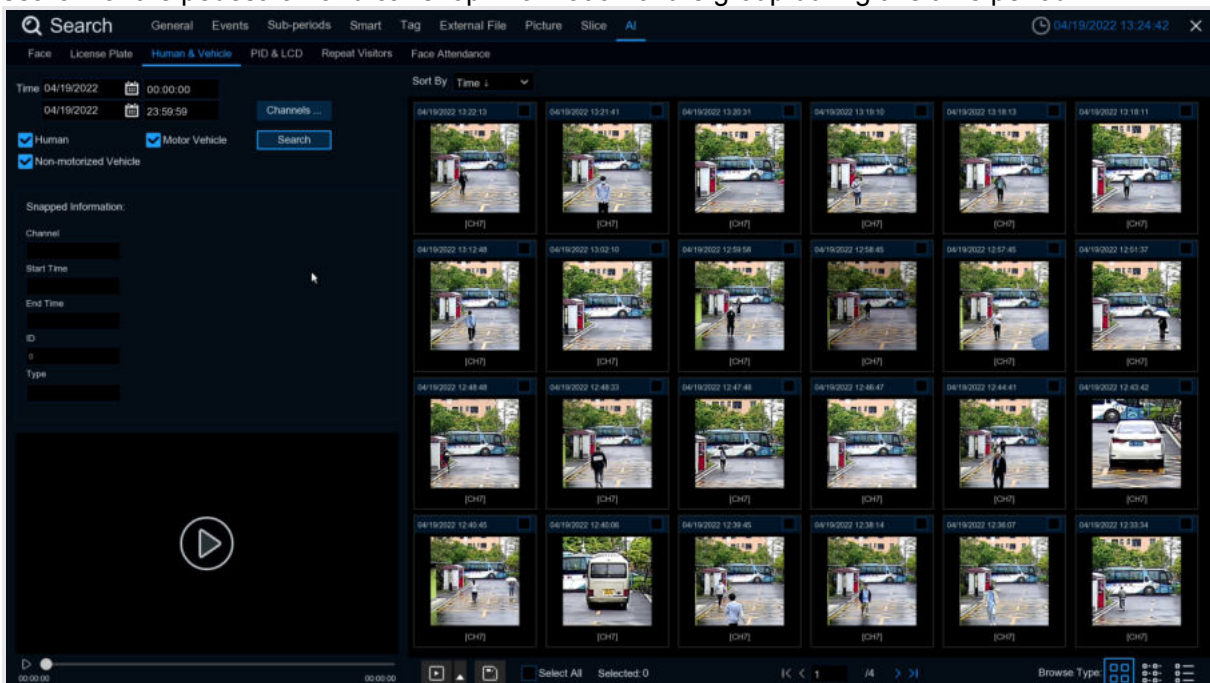 Search General Events Sub-periods Smart Tag External File Picture Slice AI 04/19/2022 13:24:42
Face License Plate Human & Vehicle PID & LCD Repeat Visitors Face Attendance
Time 04/19/2022 00:00:00
04/19/2022 23:59:59 Channels ...
Human Motor Vehicle Search
Non-motorized Vehicle
Snapped Information:
Channel
Start Time
End Time
ID
0
Type
00:00:00 00:00:00
Sort By Time ↓
04/19/2022 13:22:13 04/19/2022 13:21:41 04/19/2022 13:20:31 04/19/2022 13:19:10 04/19/2022 13:18:13 04/19/2022 13:18:11
[CH7] [CH7] [CH7] [CH7] [CH7] [CH7]
04/19/2022 13:12:48 04/19/2022 13:02:10 04/19/2022 12:59:58 04/19/2022 12:58:45 04/19/2022 12:57:45 04/19/2022 12:51:37
[CH7] [CH7] [CH7] [CH7] [CH7] [CH7]
04/19/2022 12:48:48 04/19/2022 12:48:33 04/19/2022 12:47:46 04/19/2022 12:46:47 04/19/2022 12:44:41 04/19/2022 12:43:42
[CH7] [CH7] [CH7] [CH7] [CH7] [CH7]
04/19/2022 12:40:45 04/19/2022 12:40:06 04/19/2022 12:39:45 04/19/2022 12:38:14 04/19/2022 12:36:07 04/19/2022 12:33:34
[CH7] [CH7] [CH7] [CH7] [CH7] [CH7]
Select All Selected: 0 1 /4 Browse Type: